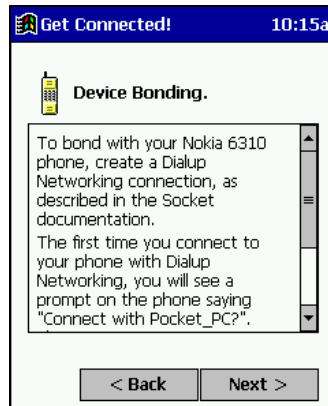 Get Connected! 10:15a
Device Bonding.
To bond with your Nokia 6310
phone, create a Dialup
Networking connection, as
described in the Socket
documentation.
The first time you connect to
your phone with Dialup
Networking, you will see a
prompt on the phone saying
"Connect with Pocket_PC?".
< Back Next >